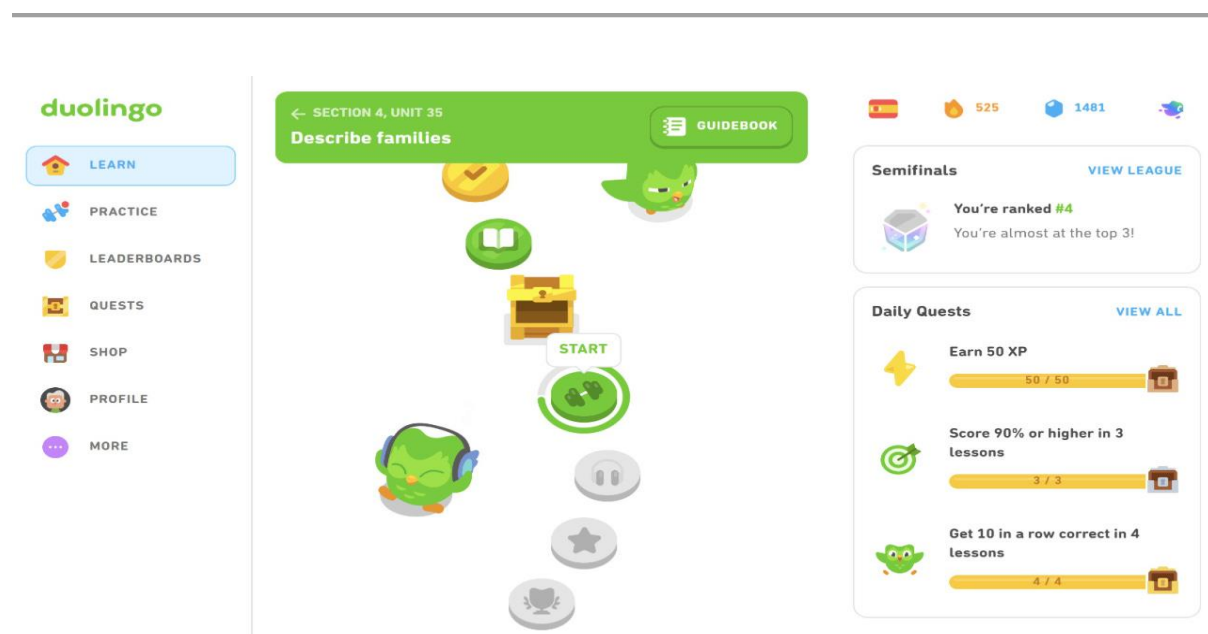 duolingo
LEARN
PRACTICE
LEADERBOARDS
QUESTS
SHOP
PROFILE
MORE
← SECTION 4, UNIT 35
Describe families
GUIDEBOOK
START
525
1481
Semifinals
VIEW LEAGUE
You're ranked #4
You're almost at the top 3!
Daily Quests
VIEW ALL
Earn 50 XP
50 / 50
Score 90% or higher in 3
lessons
3 / 3
Get 10 in a row correct in 4
lessons
4 / 4